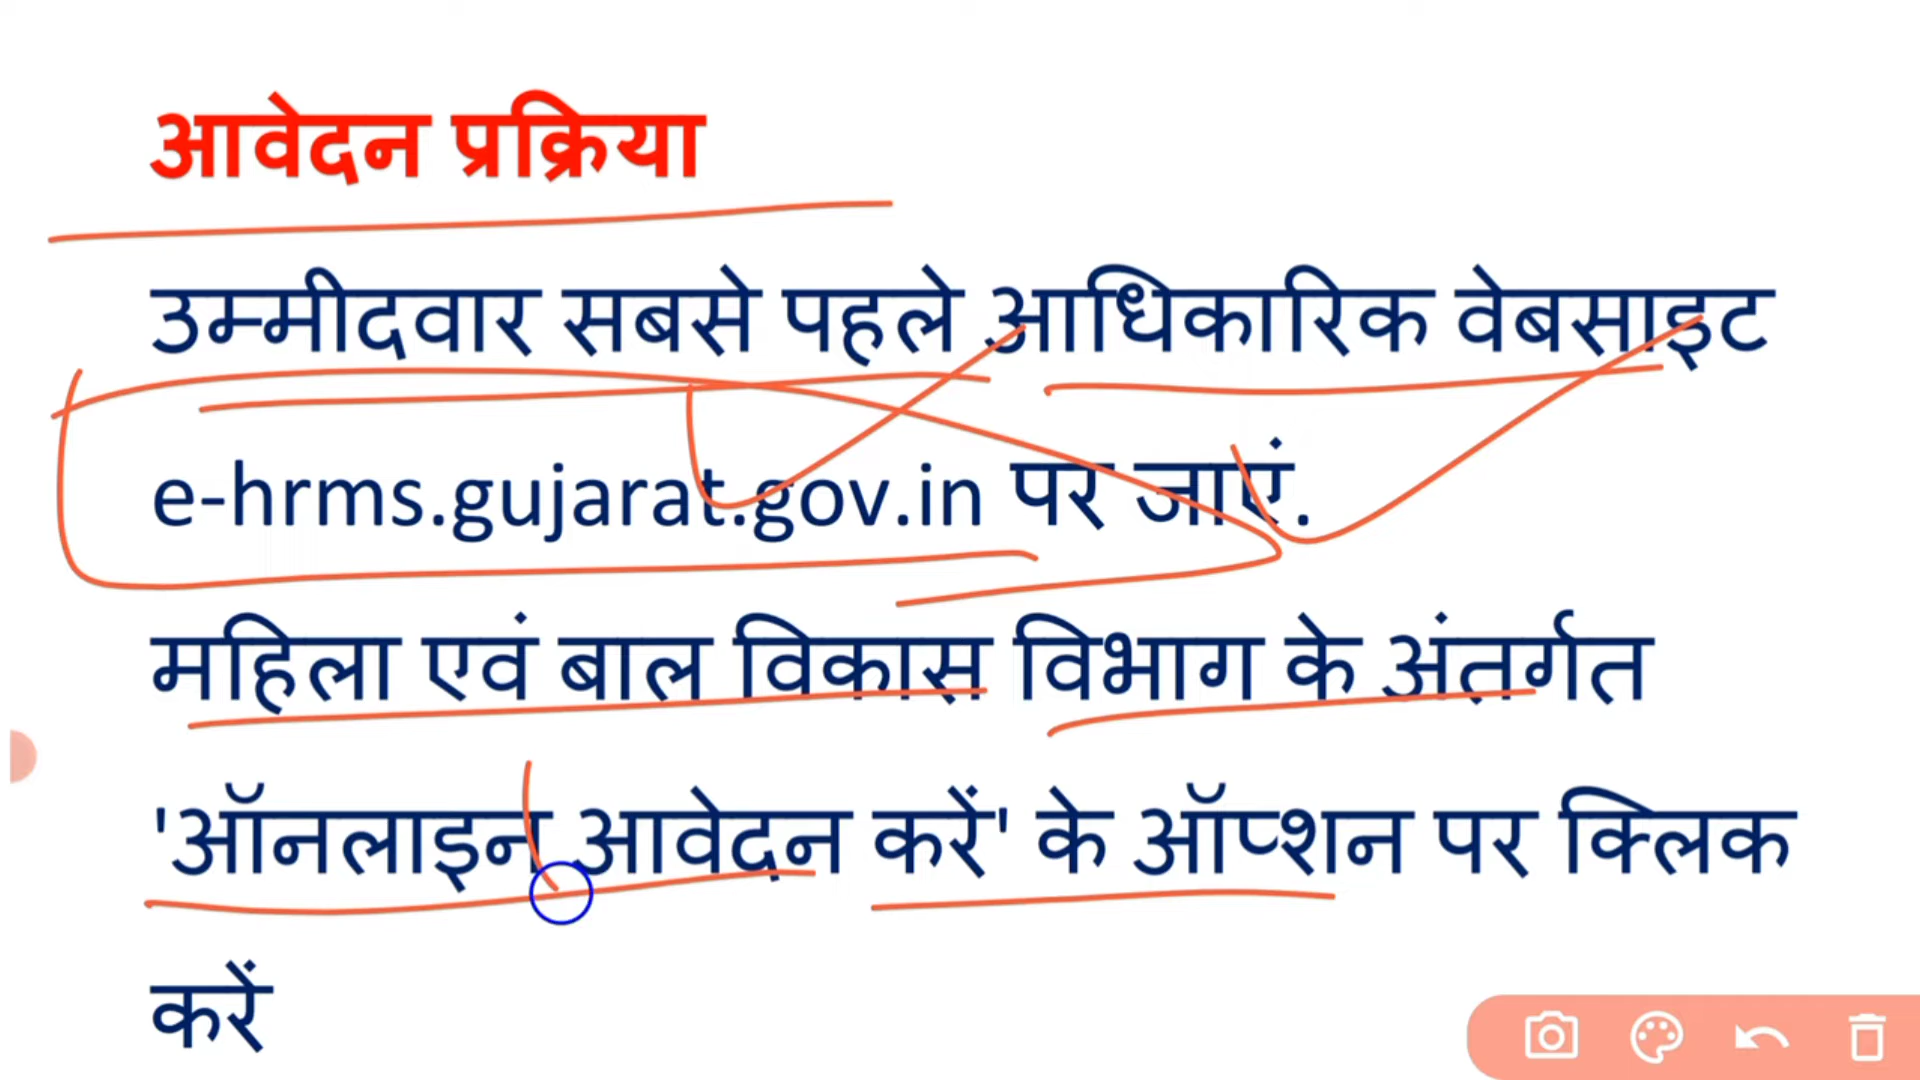 आवेदन प्रक्रिया
उम्मीदवार सबसे पहले आधिकारिक वेबसाइट
e-hrms.gujarat.gov.in पर जाएं.
महिला एवं बाल विकास विभाग के अंतर्गत
'ऑनलाइन आवेदन करें' के ऑप्शन पर क्लिक
करें